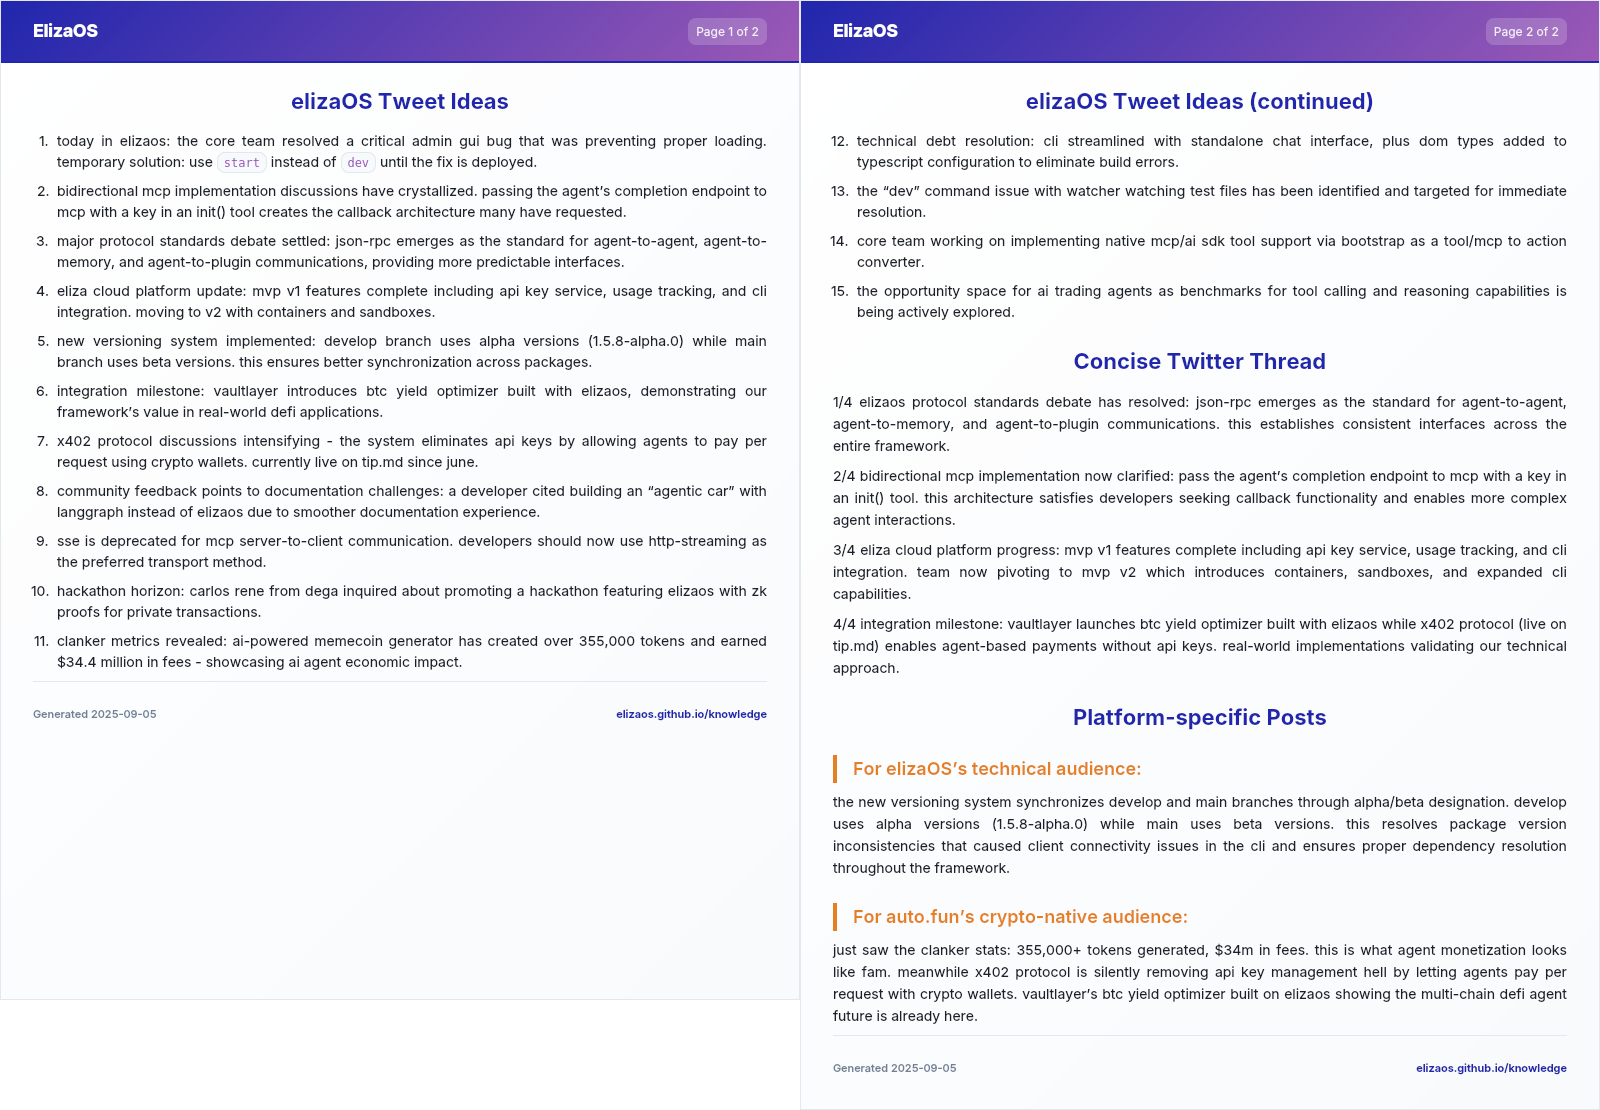 ElizaOS
Page 1 of 2
elizaOS Tweet Ideas
1. today in elizaos: the core team resolved a critical admin gui bug that was preventing proper loading.
temporary solution: use start instead of dev until the fix is deployed.
2. bidirectional mcp implementation discussions have crystallized. passing the agent’s completion endpoint to
mcp with a key in an init() tool creates the callback architecture many have requested.
3. major protocol standards debate settled: json-rpc emerges as the standard for agent-to-agent, agent-to-
memory, and agent-to-plugin communications, providing more predictable interfaces.
4. eliza cloud platform update: mvp v1 features complete including api key service, usage tracking, and cli
integration. moving to v2 with containers and sandboxes.
5. new versioning system implemented: develop branch uses alpha versions (1.5.8-alpha.0) while main
branch uses beta versions. this ensures better synchronization across packages.
6. integration milestone: vaultlayer introduces btc yield optimizer built with elizaos, demonstrating our
framework’s value in real-world defi applications.
7. x402 protocol discussions intensifying - the system eliminates api keys by allowing agents to pay per
request using crypto wallets. currently live on tip.md since june.
8. community feedback points to documentation challenges: a developer cited building an “agentic car” with
langgraph instead of elizaos due to smoother documentation experience.
9. sse is deprecated for mcp server-to-client communication. developers should now use http-streaming as
the preferred transport method.
10. hackathon horizon: carlos rene from dega inquired about promoting a hackathon featuring elizaos with zk
proofs for private transactions.
11. clanker metrics revealed: ai-powered memecoin generator has created over 355,000 tokens and earned
$34.4 million in fees - showcasing ai agent economic impact.
Generated 2025-09-05
elizaos.github.io/knowledge
ElizaOS
Page 2 of 2
elizaOS Tweet Ideas (continued)
12. technical debt resolution: cli streamlined with standalone chat interface, plus dom types added to
typescript configuration to eliminate build errors.
13. the “dev” command issue with watcher watching test files has been identified and targeted for immediate
resolution.
14. core team working on implementing native mcp/ai sdk tool support via bootstrap as a tool/mcp to action
converter.
15. the opportunity space for ai trading agents as benchmarks for tool calling and reasoning capabilities is
being actively explored.
Concise Twitter Thread
1/4 elizaos protocol standards debate has resolved: json-rpc emerges as the standard for agent-to-agent,
agent-to-memory, and agent-to-plugin communications. this establishes consistent interfaces across the
entire framework.
2/4 bidirectional mcp implementation now clarified: pass the agent’s completion endpoint to mcp with a key in
an init() tool. this architecture satisfies developers seeking callback functionality and enables more complex
agent interactions.
3/4 eliza cloud platform progress: mvp v1 features complete including api key service, usage tracking, and cli
integration. team now pivoting to mvp v2 which introduces containers, sandboxes, and expanded cli
capabilities.
4/4 integration milestone: vaultlayer launches btc yield optimizer built with elizaos while x402 protocol (live on
tip.md) enables agent-based payments without api keys. real-world implementations validating our technical
approach.
Platform-specific Posts
For elizaOS’s technical audience:
the new versioning system synchronizes develop and main branches through alpha/beta designation. develop
uses alpha versions (1.5.8-alpha.0) while main uses beta versions. this resolves package version
inconsistencies that caused client connectivity issues in the cli and ensures proper dependency resolution
throughout the framework.
For auto.fun’s crypto-native audience:
just saw the clanker stats: 355,000+ tokens generated, $34m in fees. this is what agent monetization looks
like fam. meanwhile x402 protocol is silently removing api key management hell by letting agents pay per
request with crypto wallets. vaultlayer’s btc yield optimizer built on elizaos showing the multi-chain defi agent
future is already here.
Generated 2025-09-05
elizaos.github.io/knowledge